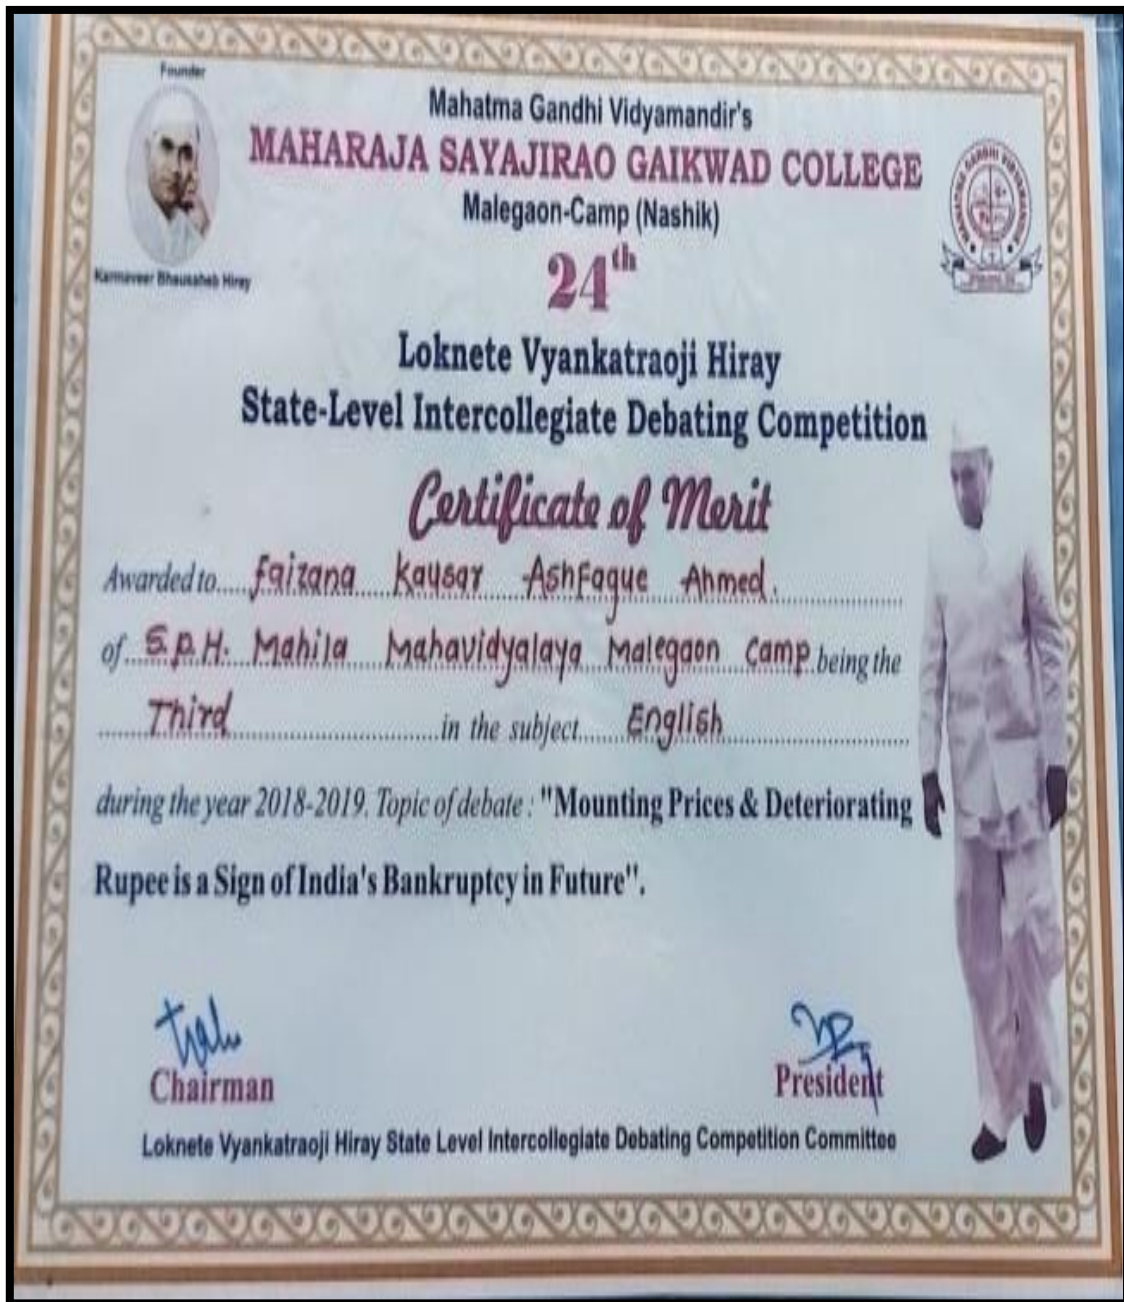 Founder
Karmaveer Bhausaheb Hiray
Mahatma Gandhi Vidyamandir's
MAHARAJA SAYAJIRAO GAIKWAD COLLEGE
Malegaon-Camp (Nashik)
MAHATMA GANDHI VIDYAMANDIR
24th
Loknete Vyankatraoji Hiray
State-Level Intercollegiate Debating Competition
Certificate of Merit
Awarded to..... Faizana Kausar Ashfaque Ahmed.
of S.P.H. Mahila Mahavidyalaya Malegaon Camp being the
Third in the subject English
during the year 2018-2019. Topic of debate : "Mounting Prices & Deteriorating
Rupee is a Sign of India's Bankruptcy in Future".
Chairman President
Loknete Vyankatraoji Hiray State Level Intercollegiate Debating Competition Committee